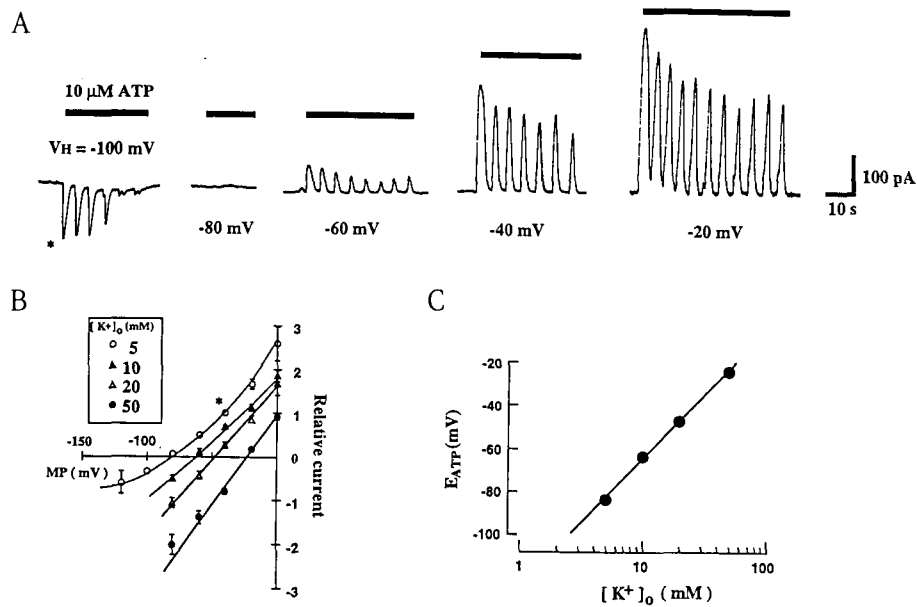 A
10 μM ATP
VH = -100 mV
*
-80 mV
-60 mV
-40 mV
-20 mV
100 pA
10 s
B
[ K+]o (mM)
5
10
20
50
3
2
1
0
-1
-2
-3
-150
-100
MP (mV)
*
Relative current
C
-20
-40
-60
-80
-100
EATP (mV)
1
10
100
[ K+ ]o (mM)